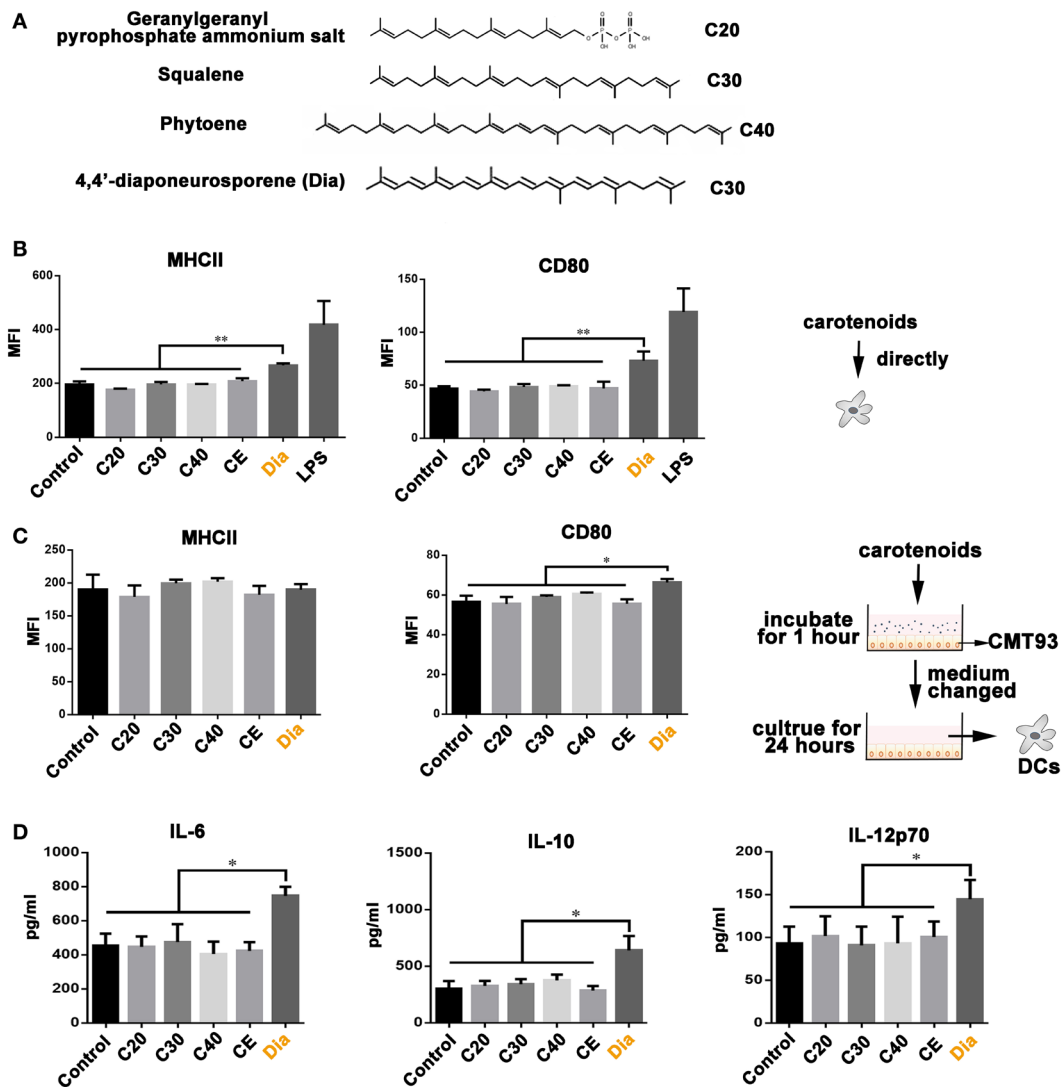 A
Geranylgeranyl
pyrophosphate ammonium salt
O O
O P O P OH
OH OH
C20
Squalene
C30
Phytoene
C40
4,4'-diaponeurosporene (Dia)
C30
B
MHCII
600
400
200
0
MFI
**
Control
C20
C30
C40
CE
Dia
LPS
CD80
150
100
50
0
MFI
**
Control
C20
C30
C40
CE
Dia
LPS
carotenoids
directly
C
MHCII
250
200
150
100
50
0
MFI
Control
C20
C30
C40
CE
Dia
CD80
80
60
40
20
0
MFI
*
Control
C20
C30
C40
CE
Dia
carotenoids
incubate
for 1 hour
CMT93
medium
changed
cultrue for
24 hours
DCs
D
IL-6
1000
800
600
400
200
0
pg/ml
*
Control
C20
C30
C40
CE
Dia
IL-10
1500
1000
500
0
pg/ml
*
Control
C20
C30
C40
CE
Dia
IL-12p70
200
150
100
50
0
pg/ml
*
Control
C20
C30
C40
CE
Dia